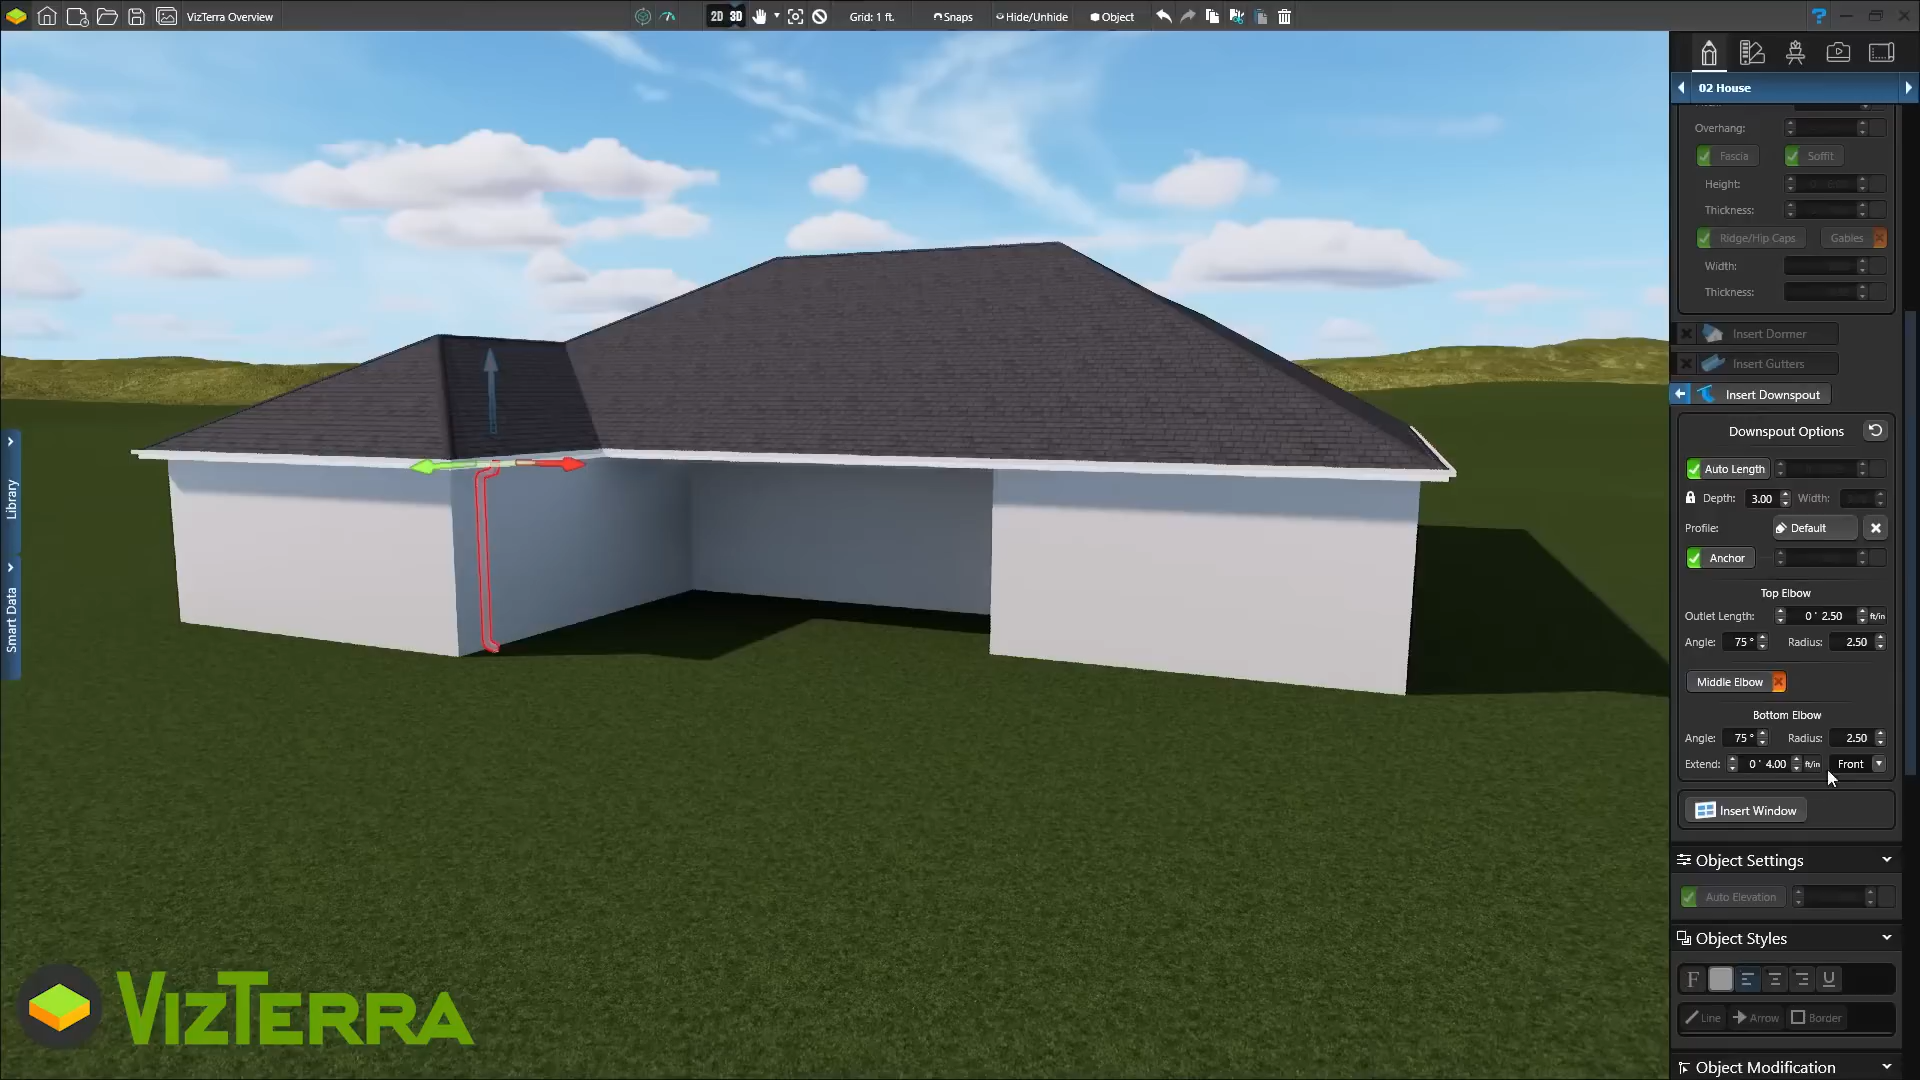 VizTerra Overview
2D 3D
Grid: 1 ft.
Snaps
Hide/Unhide
Object
?
02 House
Overhang:
Fascia
Soffit
Height:
Thickness:
Ridge/Hip Caps
Gables
Width:
Thickness:
Insert Dormer
Insert Gutters
Insert Downspout
Downspout Options
Auto Length
Depth: 3.00 Width:
Profile: Default
Anchor
Top Elbow
Outlet Length: 0 ' 2.50 ft/in
Angle: 75 ° Radius: 2.50
Middle Elbow
Bottom Elbow
Angle: 75 ° Radius: 2.50
Extend: 0 ' 4.00 ft/in Front
Insert Window
Object Settings
Auto Elevation
Object Styles
F U
Line Arrow Border
Object Modification
Library
Smart Data
VIZTERRA